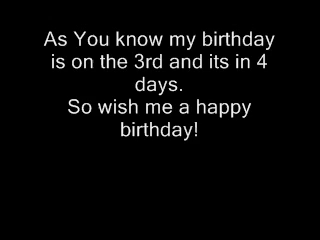 As You know my birthday
is on the 3rd and its in 4
days.
So wish me a happy
birthday!